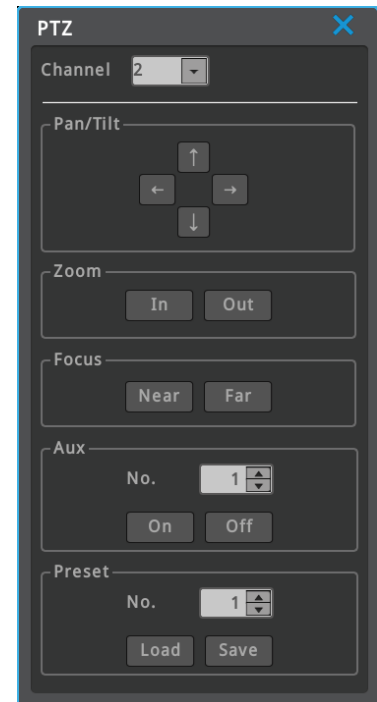 PTZ
Channel 2
Pan/Tilt
↑
← →
↓
Zoom
In Out
Focus
Near Far
Aux
No. 1
On Off
Preset
No. 1
Load Save